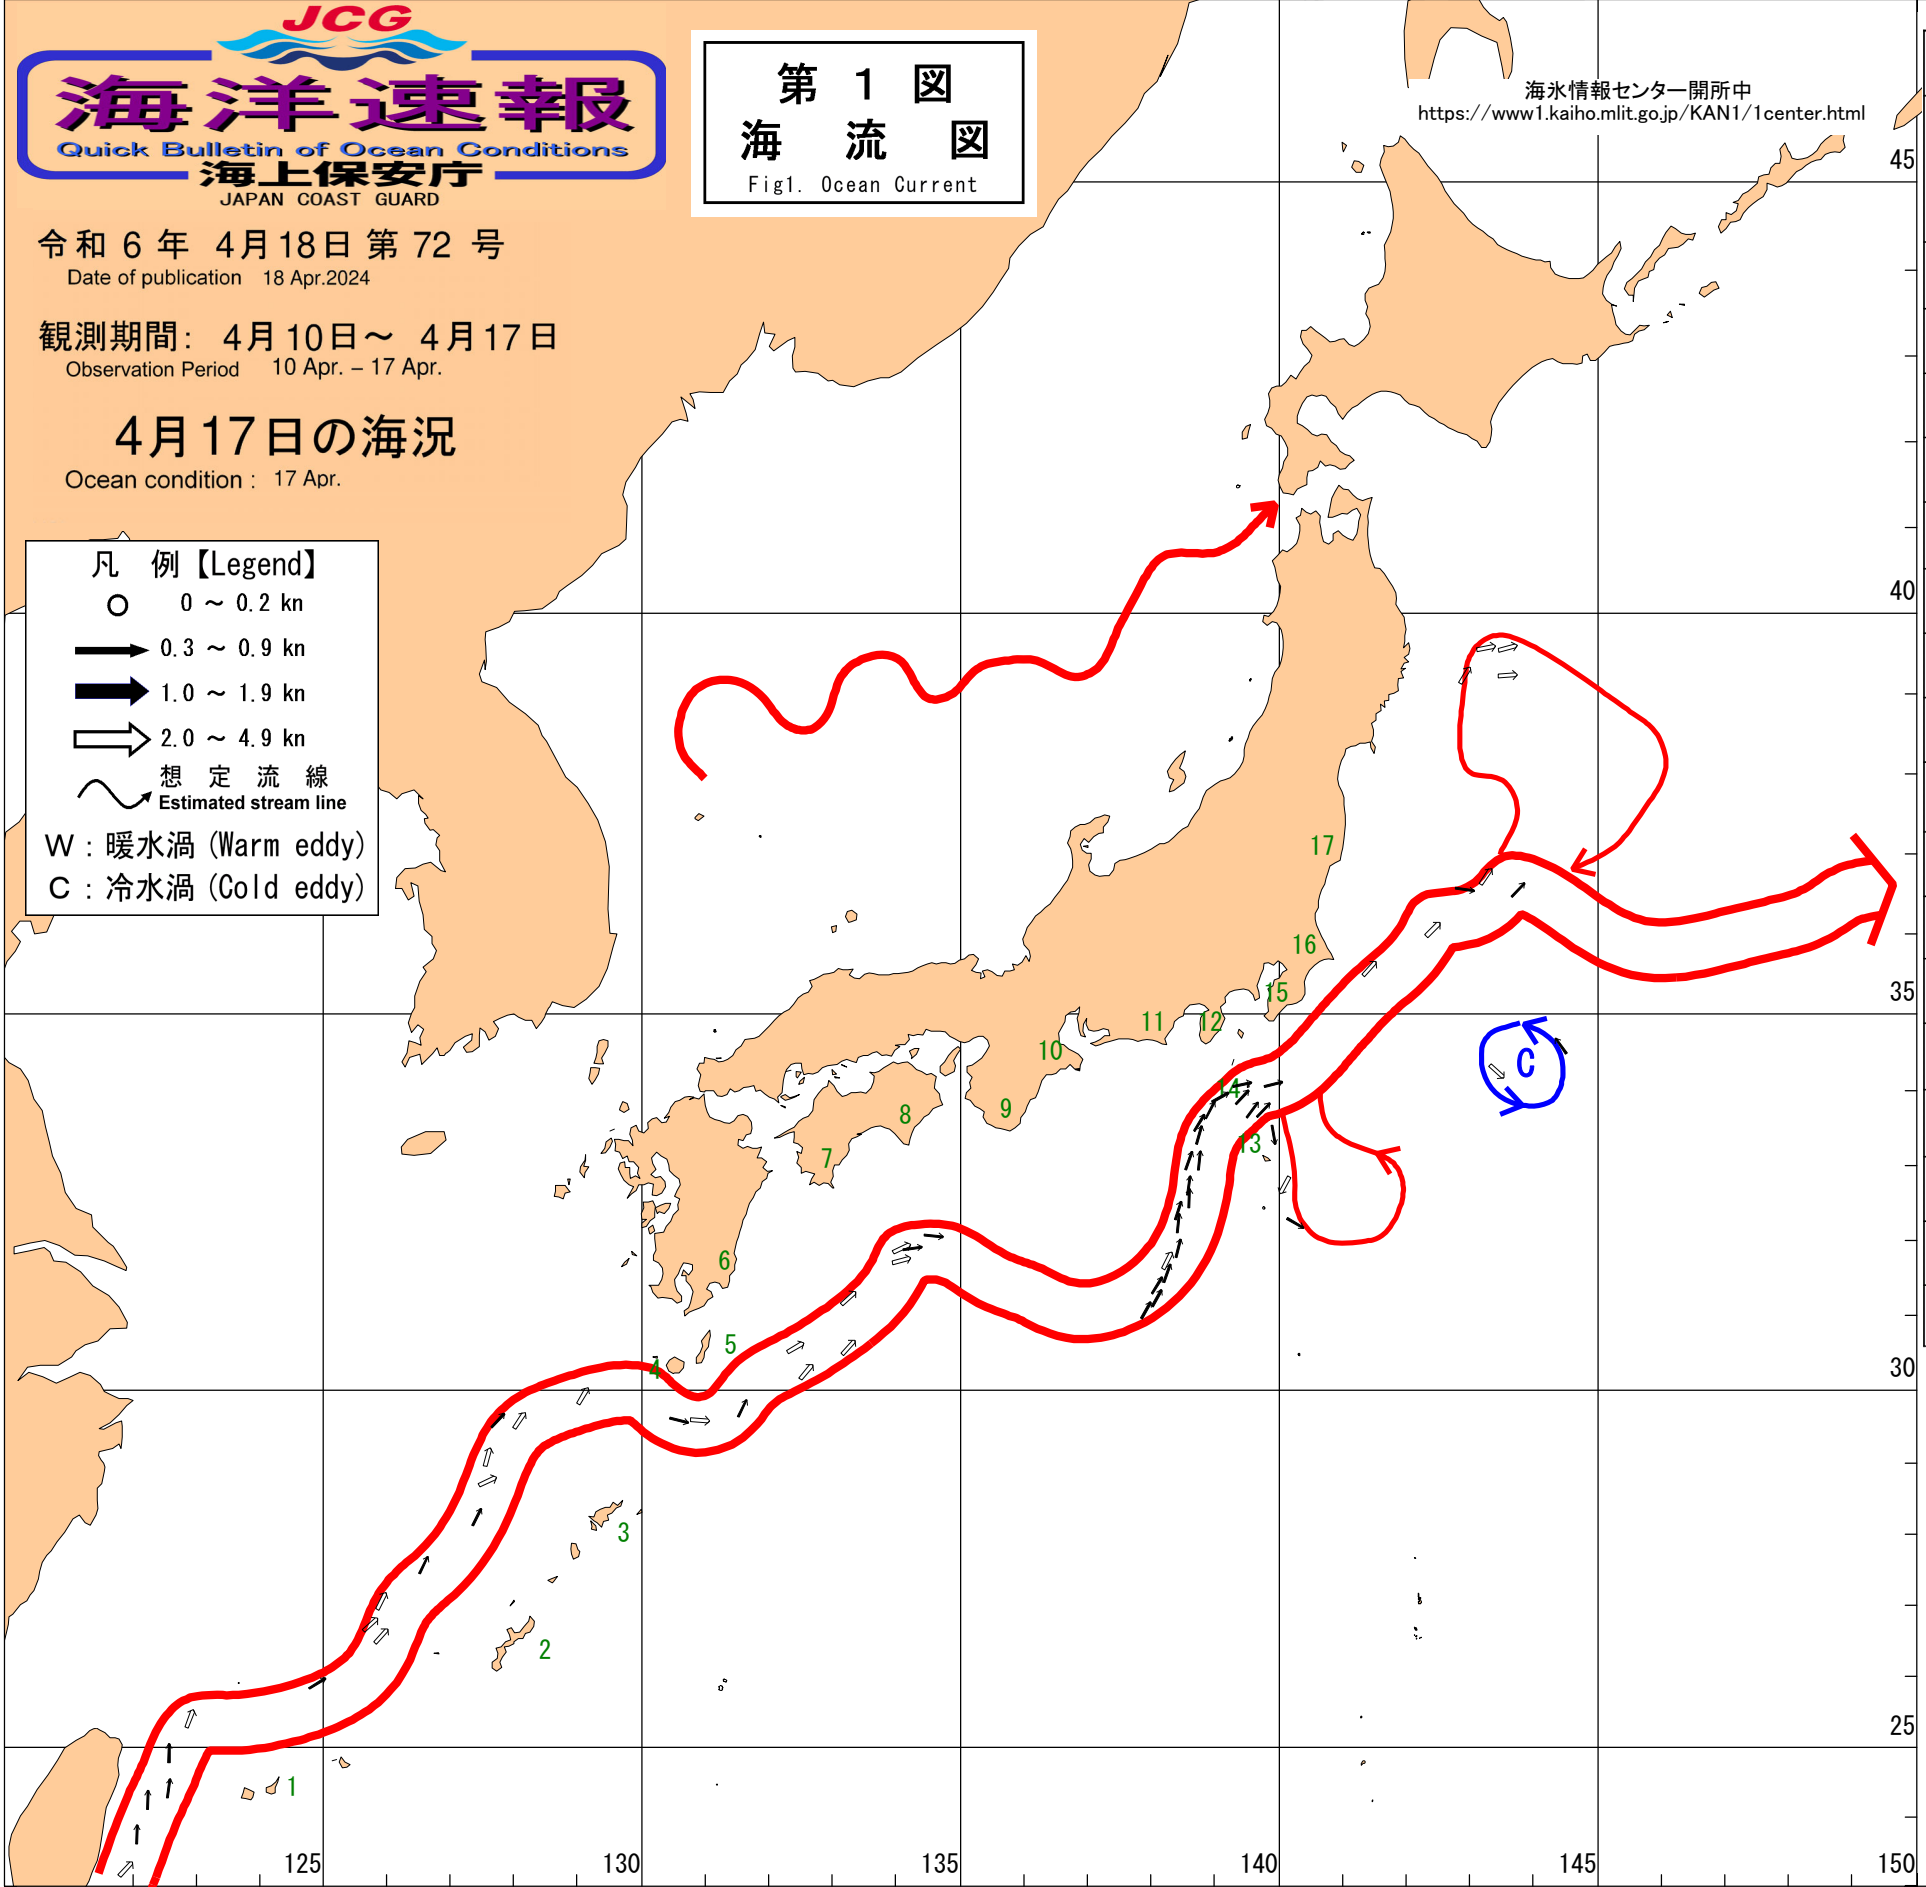 JCG
海洋速報
Quick Bulletin of Ocean Conditions
海上保安庁
JAPAN COAST GUARD
令和 6 年 4月18日 第 72 号
Date of publication 18 Apr.2024
観測期間: 4月10日～ 4月17日
Observation Period 10 Apr. – 17 Apr.
4月17日の海況
Ocean condition : 17 Apr.
第 1 図
海 流 図
Fig1. Ocean Current
海氷情報センター開所中
https://www1.kaiho.mlit.go.jp/KAN1/1center.html
凡 例【Legend】
0 ～ 0.2 kn
0.3 ～ 0.9 kn
1.0 ～ 1.9 kn
2.0 ～ 4.9 kn
想 定 流 線
Estimated stream line
W : 暖水渦 (Warm eddy)
C : 冷水渦 (Cold eddy)
45
40
17
16
35
15
12
11
10
C
14
9
8
13
7
6
5
4
30
3
2
25
1
125
130
135
140
145
150